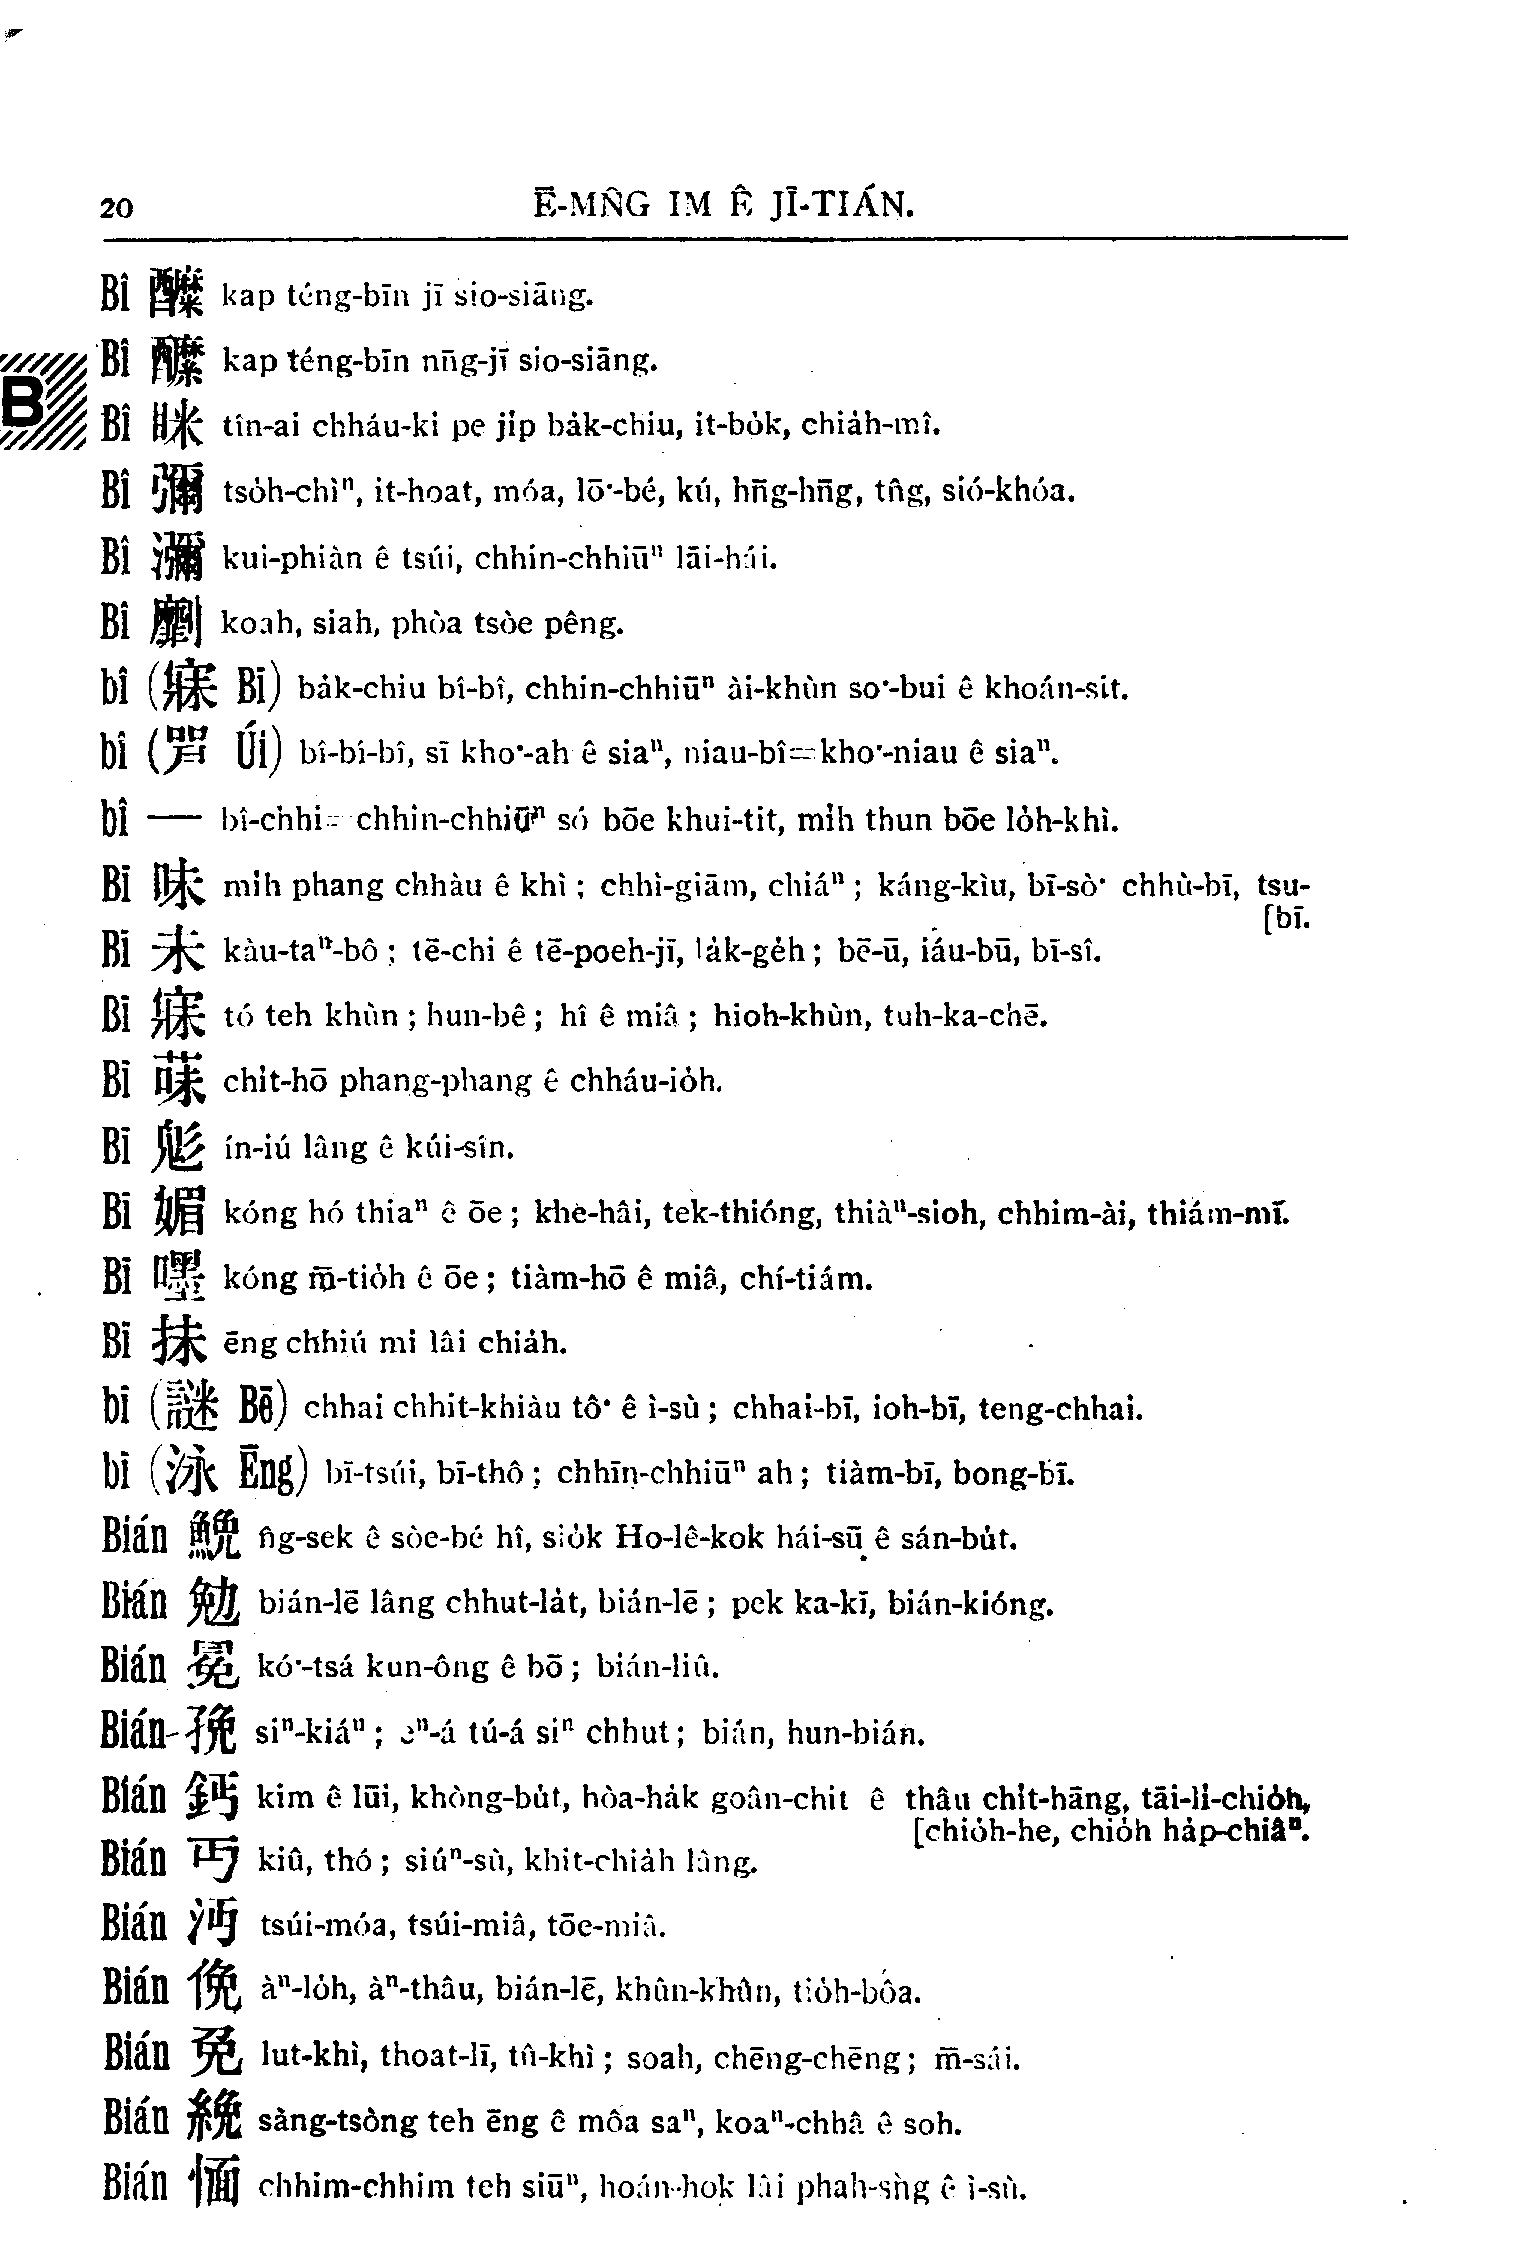 20 Ē-MN̂G IM Ê JĪ-TIÁN.
Bî 醾 kap téng-bīn jī sio-siāng.
Bî 醿 kap téng-bīn nn̄g-jī sio-siāng.
B
Bî 眯 tîn-ai chháu-ki pe ji̍p ba̍k-chiu, it-bo̍k, chia̍h-mî.
Bî 彌 tso̍h-chìⁿ, it-hoat, móa, lō͘-bé, kú, hn̄g-hn̄g, tn̂g, sió-khóa.
Bî 瀰 kui-phiàn ê tsúi, chhin-chhiūⁿ lāi-hái.
Bî 劘 koah, siah, phòa tsòe pêng.
bî (寐 Bī) ba̍k-chiu bî-bî, chhin-chhiūⁿ ài-khùn so͘-bui ê khoán-sit.
bî (咢 Úi) bî-bî-bî, sī kho͘-ah ê siaⁿ, niau-bî=kho͘-niau ê siaⁿ.
bî — bî-chhi= chhin-chhiūⁿ só bōe khui-tit, mi̍h thun bōe lo̍h-khì.
Bī 味 mi̍h phang chhàu ê khì; chhì-giām, chiáⁿ; káng-kìu, bī-sò͘ chhù-bī, tsu-
[bī.
Bī 未 kàu-taⁿ-bô; tē-chi ê tē-poeh-jī, la̍k-ge̍h; bē-ū, iáu-bū, bī-sî.
Bī 寐 tó teh khùn; hun-bê; hî ê miâ; hioh-khùn, tuh-ka-chē.
Bī 菋 chi̍t-hō phang-phang ê chháu-io̍h.
Bī 鬽 ín-iú lâng ê kúi-sîn.
Bī 媚 kóng hó thiaⁿ ê ōe; khè-hâi, tek-thióng, thiàⁿ-sioh, chhim-ài, thiám-mī.
Bī 嚜 kóng m̄-tio̍h ê ōe; tiàm-hō ê miâ, chí-tiám.
Bī 抹 ēng chhiú mi lâi chia̍h.
bī (謎 Bē) chhai chhit-khiàu tô͘ ê ì-sù; chhai-bī, ioh-bī, teng-chhai.
bī (泳 Ēng) bī-tsúi, bī-thô; chhīn-chhiūⁿ ah; tiàm-bī, bong-bī.
Bián 鮸 n̂g-sek ê sòe-bé hî, sio̍k Ho-lê-kok hái-sū ê sán-bu̍t.
Bián 勉 bián-lē lâng chhut-la̍t, bián-lē; pek ka-kī, bián-kióng.
Bián 冕 kó͘-tsá kun-ông ê bō; bián-liû.
Bián 㝃 siⁿ-kiáⁿ; eⁿ-á tú-á siⁿ chhut; bián, hun-bián.
Bián 鈣 kim ê lūi, khòng-bu̍t, hòa-ha̍k goân-chit ê thâu chi̍t-hāng, tāi-lí-chio̍h,
[chio̍h-he, chio̍h ha̍p-chiâⁿ.
Bián 丏 kiû, thó; siúⁿ-sù, khit-chia̍h lâng.
Bián 沔 tsúi-móa, tsúi-miâ, tōe-miâ.
Bián 俛 àⁿ-lo̍h, àⁿ-thâu, bián-lē, khûn-khûn, tio̍h-bôa.
Bián 免 lut-khì, thoat-lī, tû-khì; soah, chēng-chēng; m̄-sái.
Bián 絻 sàng-tsòng teh ēng ê môa saⁿ, koaⁿ-chhâ ê soh.
Bián 愐 chhim-chhim teh siūⁿ, hoán-hok lâi phah-sǹg ê ì-sù.